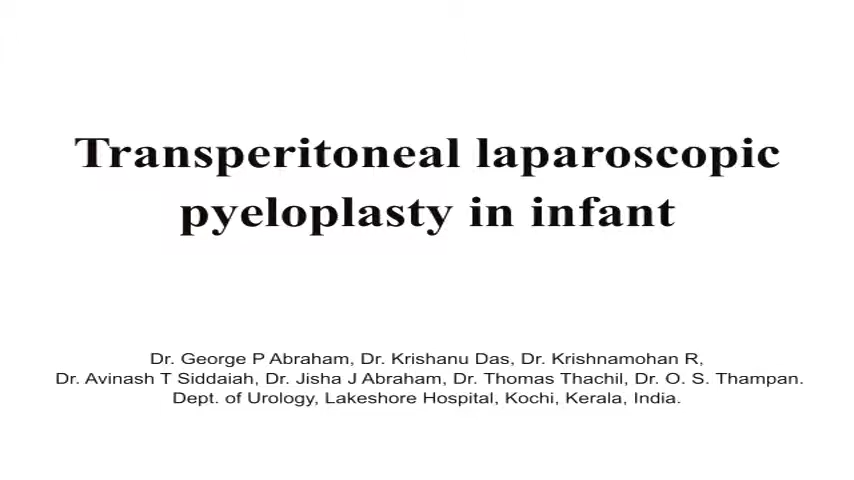 Transperitoneal laparoscopic
pyeloplasty in infant
Dr. George P Abraham, Dr. Krishanu Das, Dr. Krishnamohan R,
Dr. Avinash T Siddaiah, Dr. Jisha J Abraham, Dr. Thomas Thachil, Dr. O. S. Thampan.
Dept. of Urology, Lakeshore Hospital, Kochi, Kerala, India.